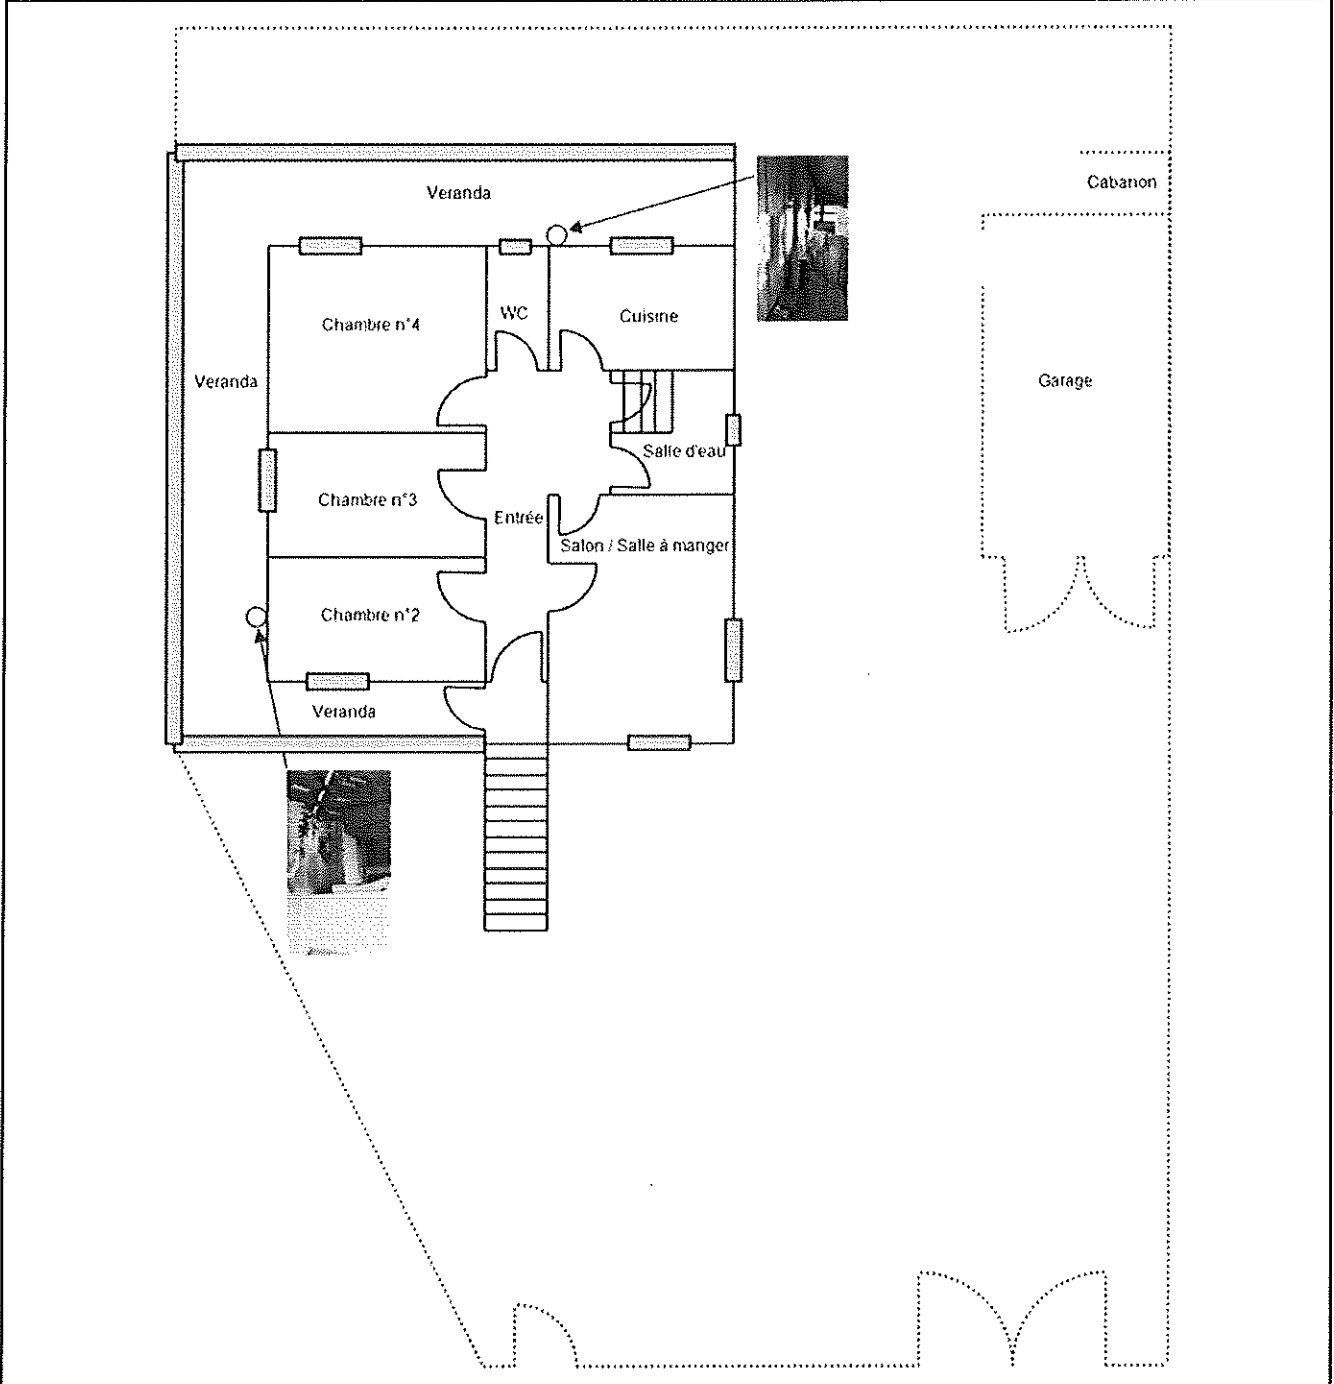 Cabanon
Veranda
WC
Cuisine
Chambre n°4
Veranda
Garage
Salle d'eau
Chambre n°3
Entrée
Salon / Salle à manger
Chambre n°2
Veranda